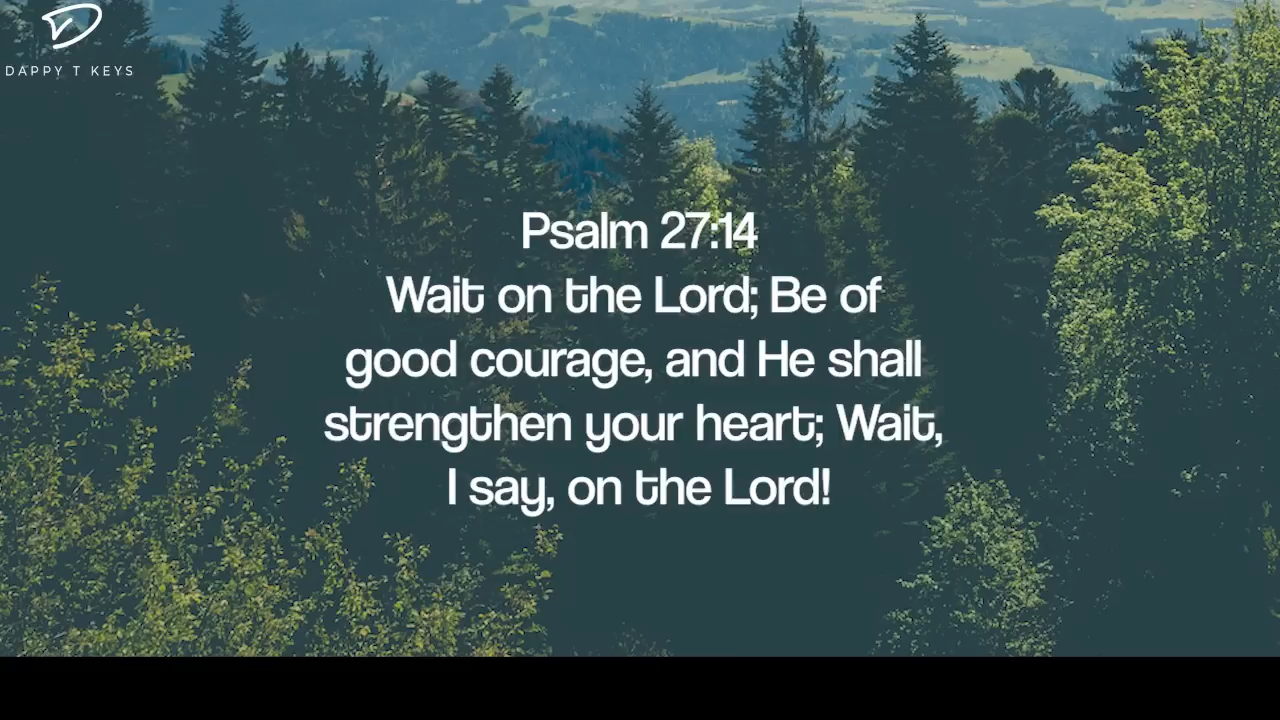 DAPPY T KEYS
Psalm 27:14
Wait on the Lord; Be of
good courage, and He shall
strengthen your heart; Wait,
I say, on the Lord!